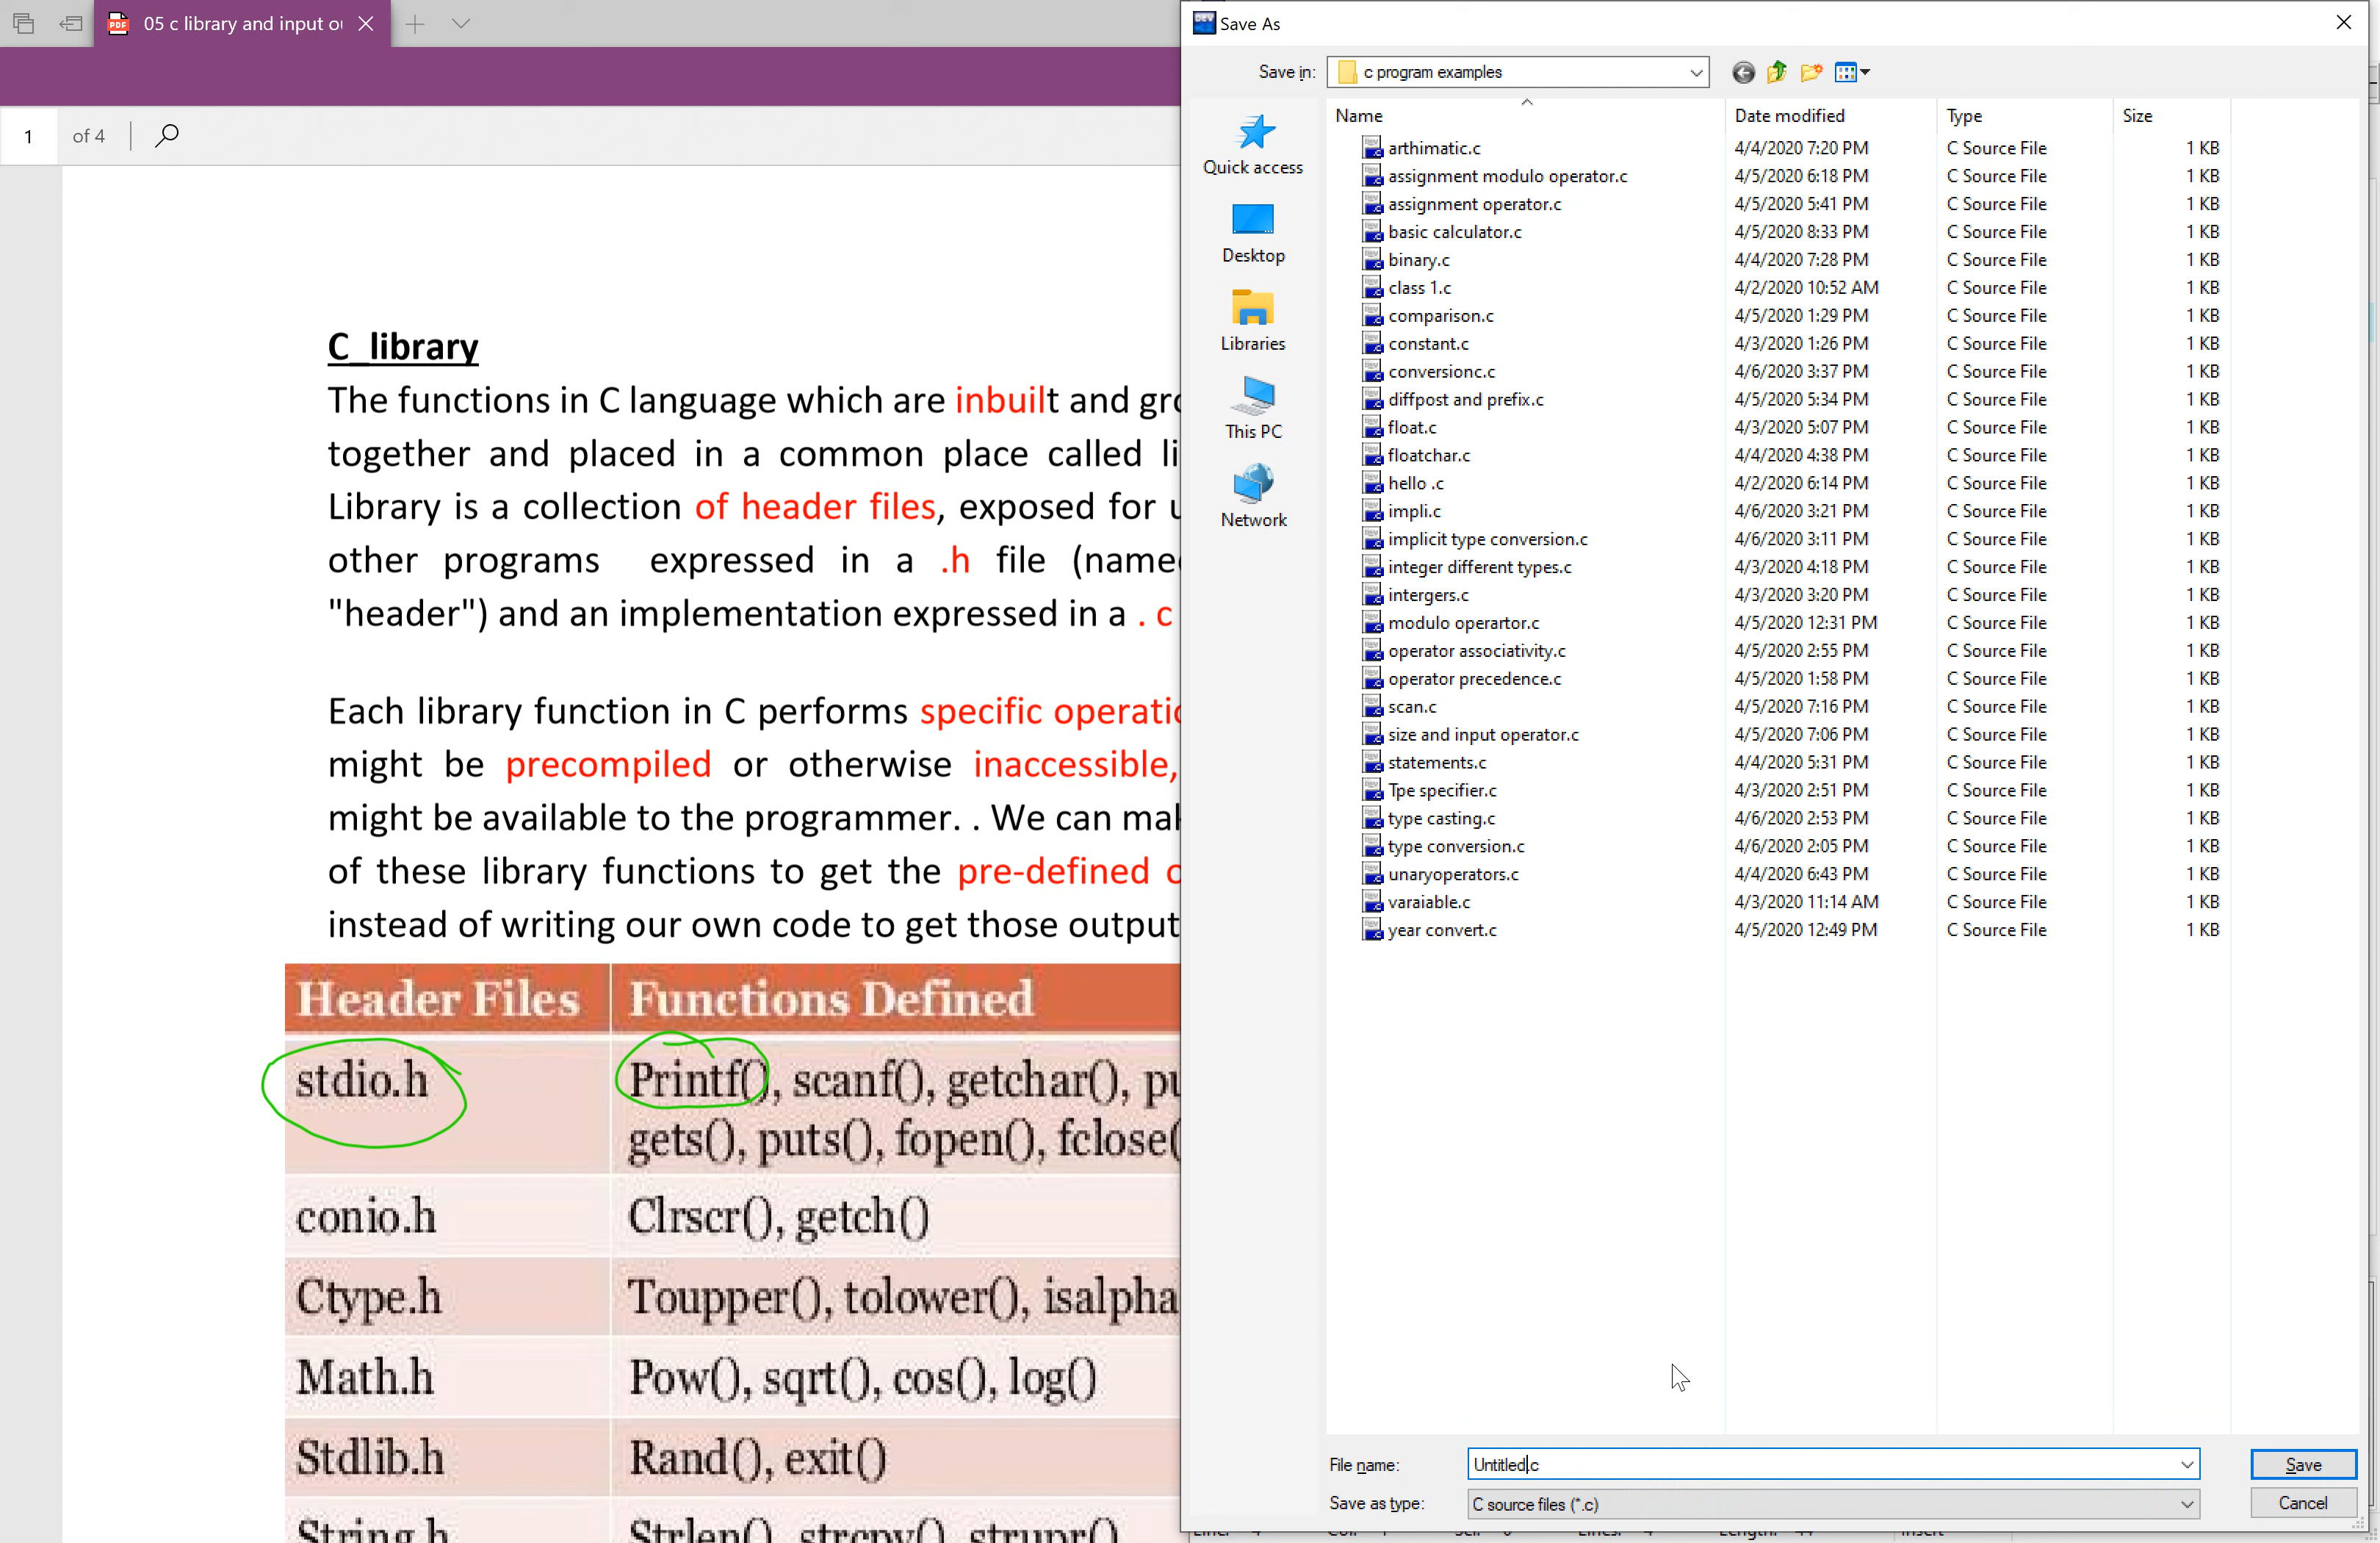 05 c library and input ou
1 of 4
C_library
The functions in C language which are inbuilt and gro
together and placed in a common place called li
Library is a collection of header files, exposed for u
other programs expressed in a .h file (named
"header") and an implementation expressed in a . c
Each library function in C performs specific operatio
might be precompiled or otherwise inaccessible,
might be available to the programmer. . We can mak
of these library functions to get the pre-defined o
instead of writing our own code to get those output
Header Files Functions Defined
stdio.h Printf(), scanf(), getchar(), pu
gets(), puts(), fopen(), fclose(
conio.h Clrscr(), getch()
Ctype.h Toupper(), tolower(), isalpha
Math.h Pow(), sqrt(), cos(), log()
Stdlib.h Rand(), exit()
String.h Strlen(), strcpy(), strupr()
Save As
Save in: c program examples
Quick access
Desktop
Libraries
This PC
Network
Name Date modified Type Size
arthimatic.c 4/4/2020 7:20 PM C Source File 1 KB
assignment modulo operator.c 4/5/2020 6:18 PM C Source File 1 KB
assignment operator.c 4/5/2020 5:41 PM C Source File 1 KB
basic calculator.c 4/5/2020 8:33 PM C Source File 1 KB
binary.c 4/4/2020 7:28 PM C Source File 1 KB
class 1.c 4/2/2020 10:52 AM C Source File 1 KB
comparison.c 4/5/2020 1:29 PM C Source File 1 KB
constant.c 4/3/2020 1:26 PM C Source File 1 KB
conversionc.c 4/6/2020 3:37 PM C Source File 1 KB
diffpost and prefix.c 4/5/2020 5:34 PM C Source File 1 KB
float.c 4/3/2020 5:07 PM C Source File 1 KB
floatchar.c 4/4/2020 4:38 PM C Source File 1 KB
hello .c 4/2/2020 6:14 PM C Source File 1 KB
impli.c 4/6/2020 3:21 PM C Source File 1 KB
implicit type conversion.c 4/6/2020 3:11 PM C Source File 1 KB
integer different types.c 4/3/2020 4:18 PM C Source File 1 KB
intergers.c 4/3/2020 3:20 PM C Source File 1 KB
modulo operartor.c 4/5/2020 12:31 PM C Source File 1 KB
operator associativity.c 4/5/2020 2:55 PM C Source File 1 KB
operator precedence.c 4/5/2020 1:58 PM C Source File 1 KB
scan.c 4/5/2020 7:16 PM C Source File 1 KB
size and input operator.c 4/5/2020 7:06 PM C Source File 1 KB
statements.c 4/4/2020 5:31 PM C Source File 1 KB
Tpe specifier.c 4/3/2020 2:51 PM C Source File 1 KB
type casting.c 4/6/2020 2:53 PM C Source File 1 KB
type conversion.c 4/6/2020 2:05 PM C Source File 1 KB
unaryoperators.c 4/4/2020 6:43 PM C Source File 1 KB
varaiable.c 4/3/2020 11:14 AM C Source File 1 KB
year convert.c 4/5/2020 12:49 PM C Source File 1 KB
File name: Untitled.c Save
Save as type: C source files (*.c) Cancel